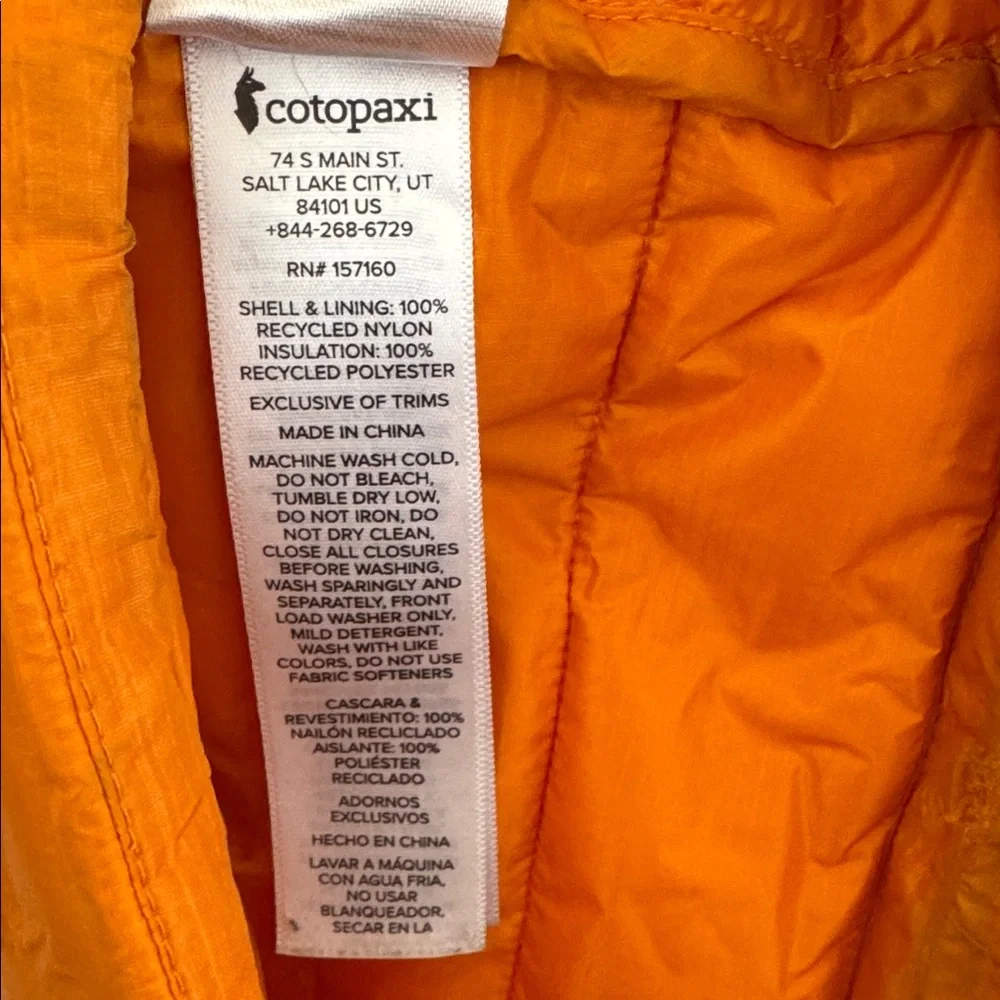 cotopaxi
74 S MAIN ST.
SALT LAKE CITY, UT
84101 US
+844-268-6729
RN# 157160
SHELL & LINING: 100%
RECYCLED NYLON
INSULATION: 100%
RECYCLED POLYESTER
EXCLUSIVE OF TRIMS
MADE IN CHINA
MACHINE WASH COLD,
DO NOT BLEACH,
TUMBLE DRY LOW,
DO NOT IRON, DO
NOT DRY CLEAN,
CLOSE ALL CLOSURES
BEFORE WASHING,
WASH SPARINGLY AND
SEPARATELY, FRONT
LOAD WASHER ONLY,
MILD DETERGENT,
WASH WITH LIKE
COLORS, DO NOT USE
FABRIC SOFTENERS
CASCARA &
REVESTIMIENTO: 100%
NAILÓN RECLICLADO
AISLANTE: 100%
POLIÉSTER
RECICLADO
ADORNOS
EXCLUSIVOS
HECHO EN CHINA
LAVAR A MÁQUINA
CON AGUA FRIA,
NO USAR
BLANQUEADOR,
SECAR EN LA